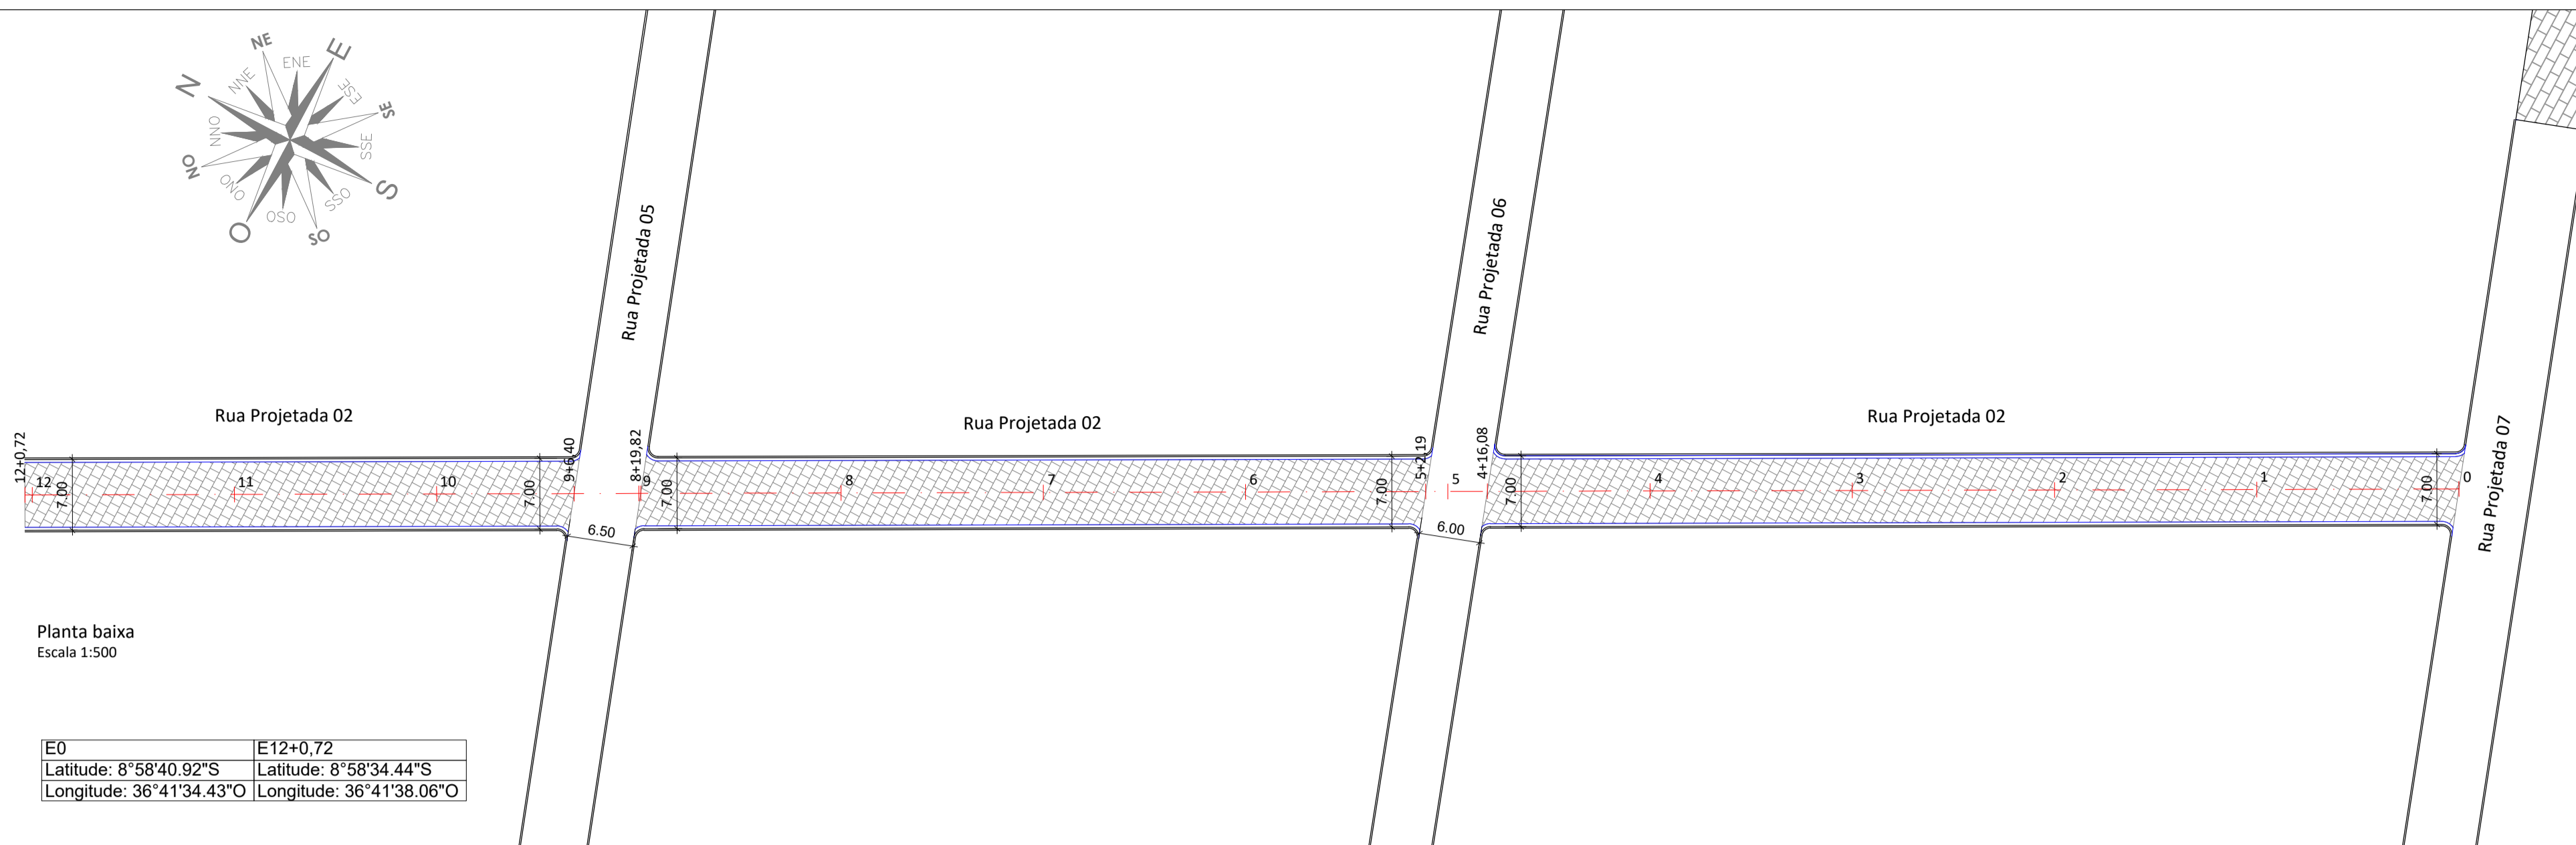 N
NNE
NE
ENE
E
ESE
SE
SSE
S
SSO
SO
OSO
O
ONO
NO
NNO
Rua Projetada 05
Rua Projetada 06
Rua Projetada 07
Rua Projetada 02
Rua Projetada 02
Rua Projetada 02
12+0,72
12
7.00
11
10
7.00
9+6,40
8+19,82
9
7.00
8
7
6
7.00
5+2,19
5
4+16,08
7.00
4
3
2
1
7.00
0
6.50
6.00
Planta baixa
Escala 1:500
E0 E12+0,72
Latitude: 8°58'40.92"S Latitude: 8°58'34.44"S
Longitude: 36°41'34.43"O Longitude: 36°41'38.06"O